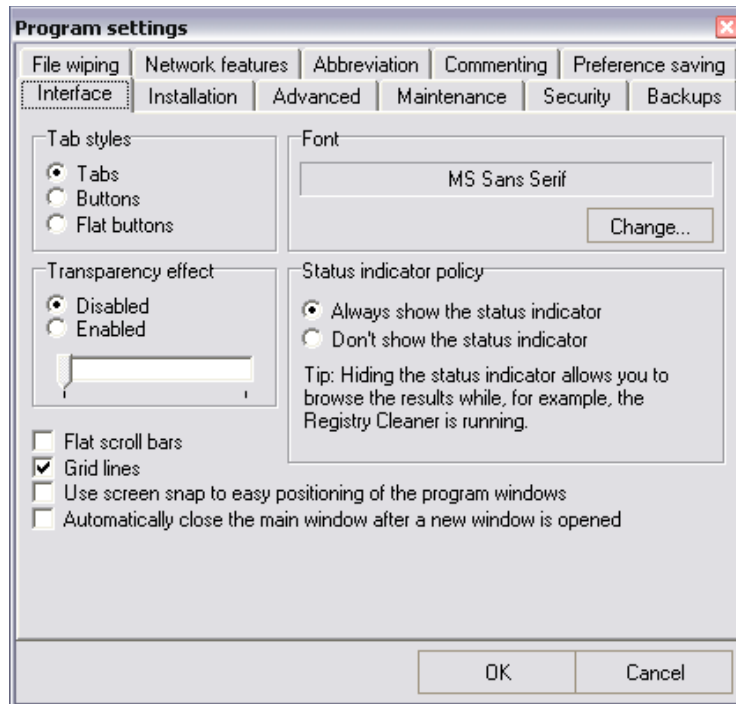 Program settings
File wiping
Network features
Abbreviation
Commenting
Preference saving
Interface
Installation
Advanced
Maintenance
Security
Backups
Tab styles
Tabs
Buttons
Flat buttons
Font
MS Sans Serif
Change...
Transparency effect
Disabled
Enabled
Status indicator policy
Always show the status indicator
Don't show the status indicator
Tip: Hiding the status indicator allows you to
browse the results while, for example, the
Registry Cleaner is running.
Flat scroll bars
Grid lines
Use screen snap to easy positioning of the program windows
Automatically close the main window after a new window is opened
OK
Cancel